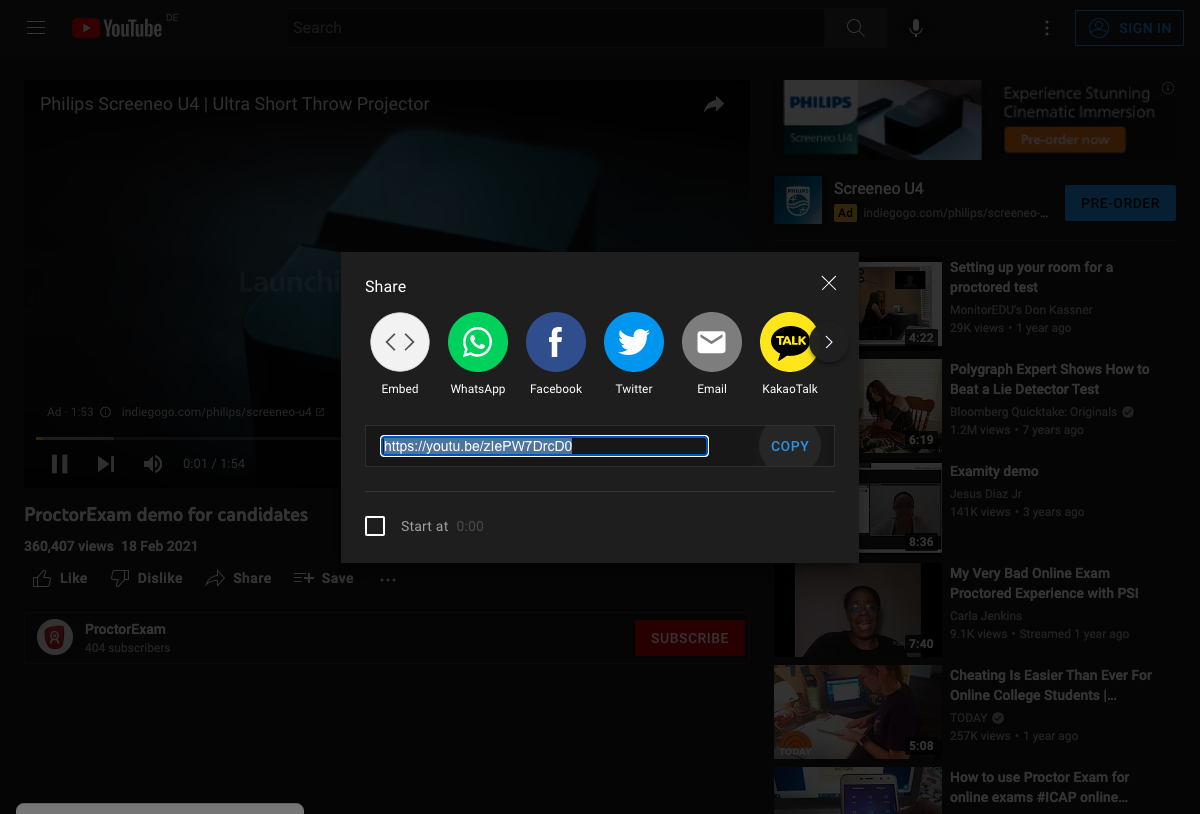 YouTube DE
Search
SIGN IN
Philips Screeneo U4 | Ultra Short Throw Projector
Launchi
Ad · 1:53 indiegogo.com/philips/screeneo-u4
0:01 / 1:54
ProctorExam demo for candidates
360,407 views 18 Feb 2021
Like Dislike Share Save
ProctorExam
404 subscribers
SUBSCRIBE
Share
Embed WhatsApp Facebook Twitter Email KakaoTalk
TALK
https://youtu.be/zIePW7DrcD0
COPY
Start at 0:00
PHILIPS
Screeneo U4
Experience Stunning
Cinematic Immersion
Pre-order now
PHILIPS
Screeneo U4
Ad indiegogo.com/philips/screeneo-...
PRE-ORDER
Setting up your room for a
proctored test
MonitorEDU's Don Kassner
29K views • 1 year ago
4:22
Polygraph Expert Shows How to
Beat a Lie Detector Test
Bloomberg Quicktake: Originals
1.2M views • 7 years ago
6:19
Examity demo
Jesus Diaz Jr
141K views • 3 years ago
8:36
My Very Bad Online Exam
Proctored Experience with PSI
Carla Jenkins
9.1K views • Streamed 1 year ago
7:40
Cheating Is Easier Than Ever For
Online College Students |...
TODAY
257K views • 1 year ago
TODAY
5:08
How to use Proctor Exam for
online exams #ICAP online...